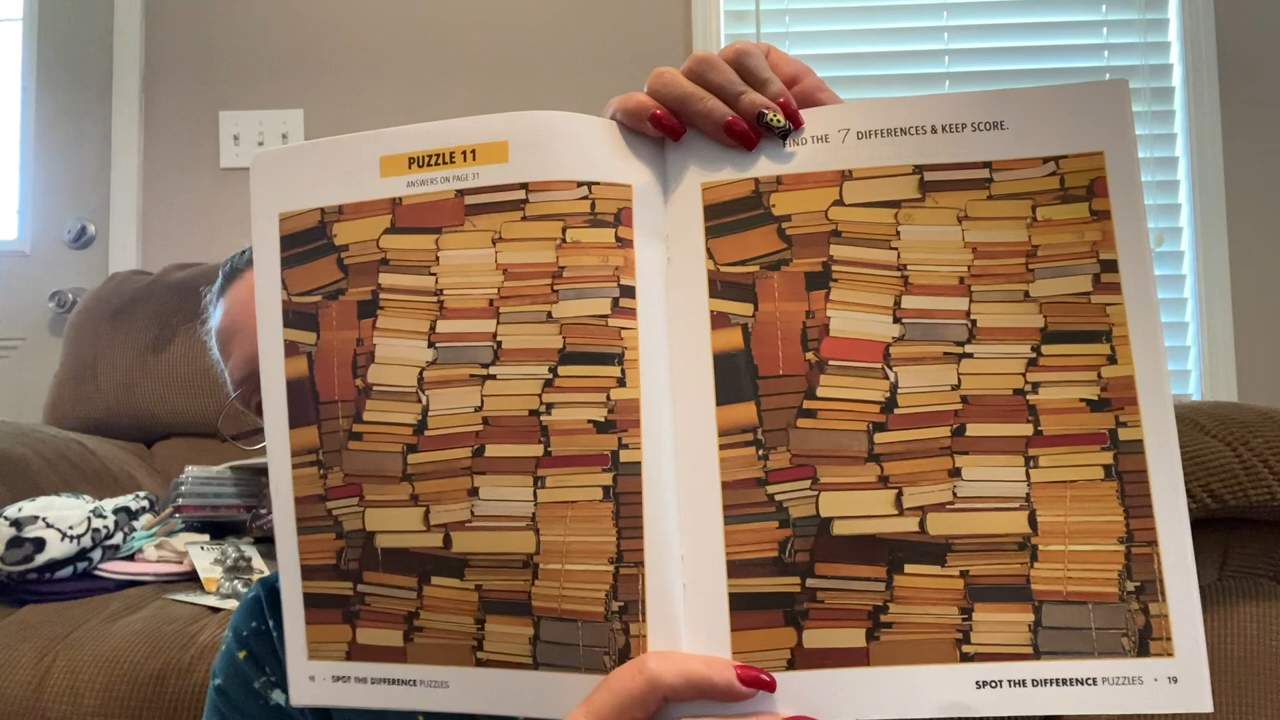 PUZZLE 11
ANSWERS ON PAGE 31
FIND THE 7 DIFFERENCES & KEEP SCORE.
SPOT THE DIFFERENCE PUZZLES
SPOT THE DIFFERENCE PUZZLES • 19